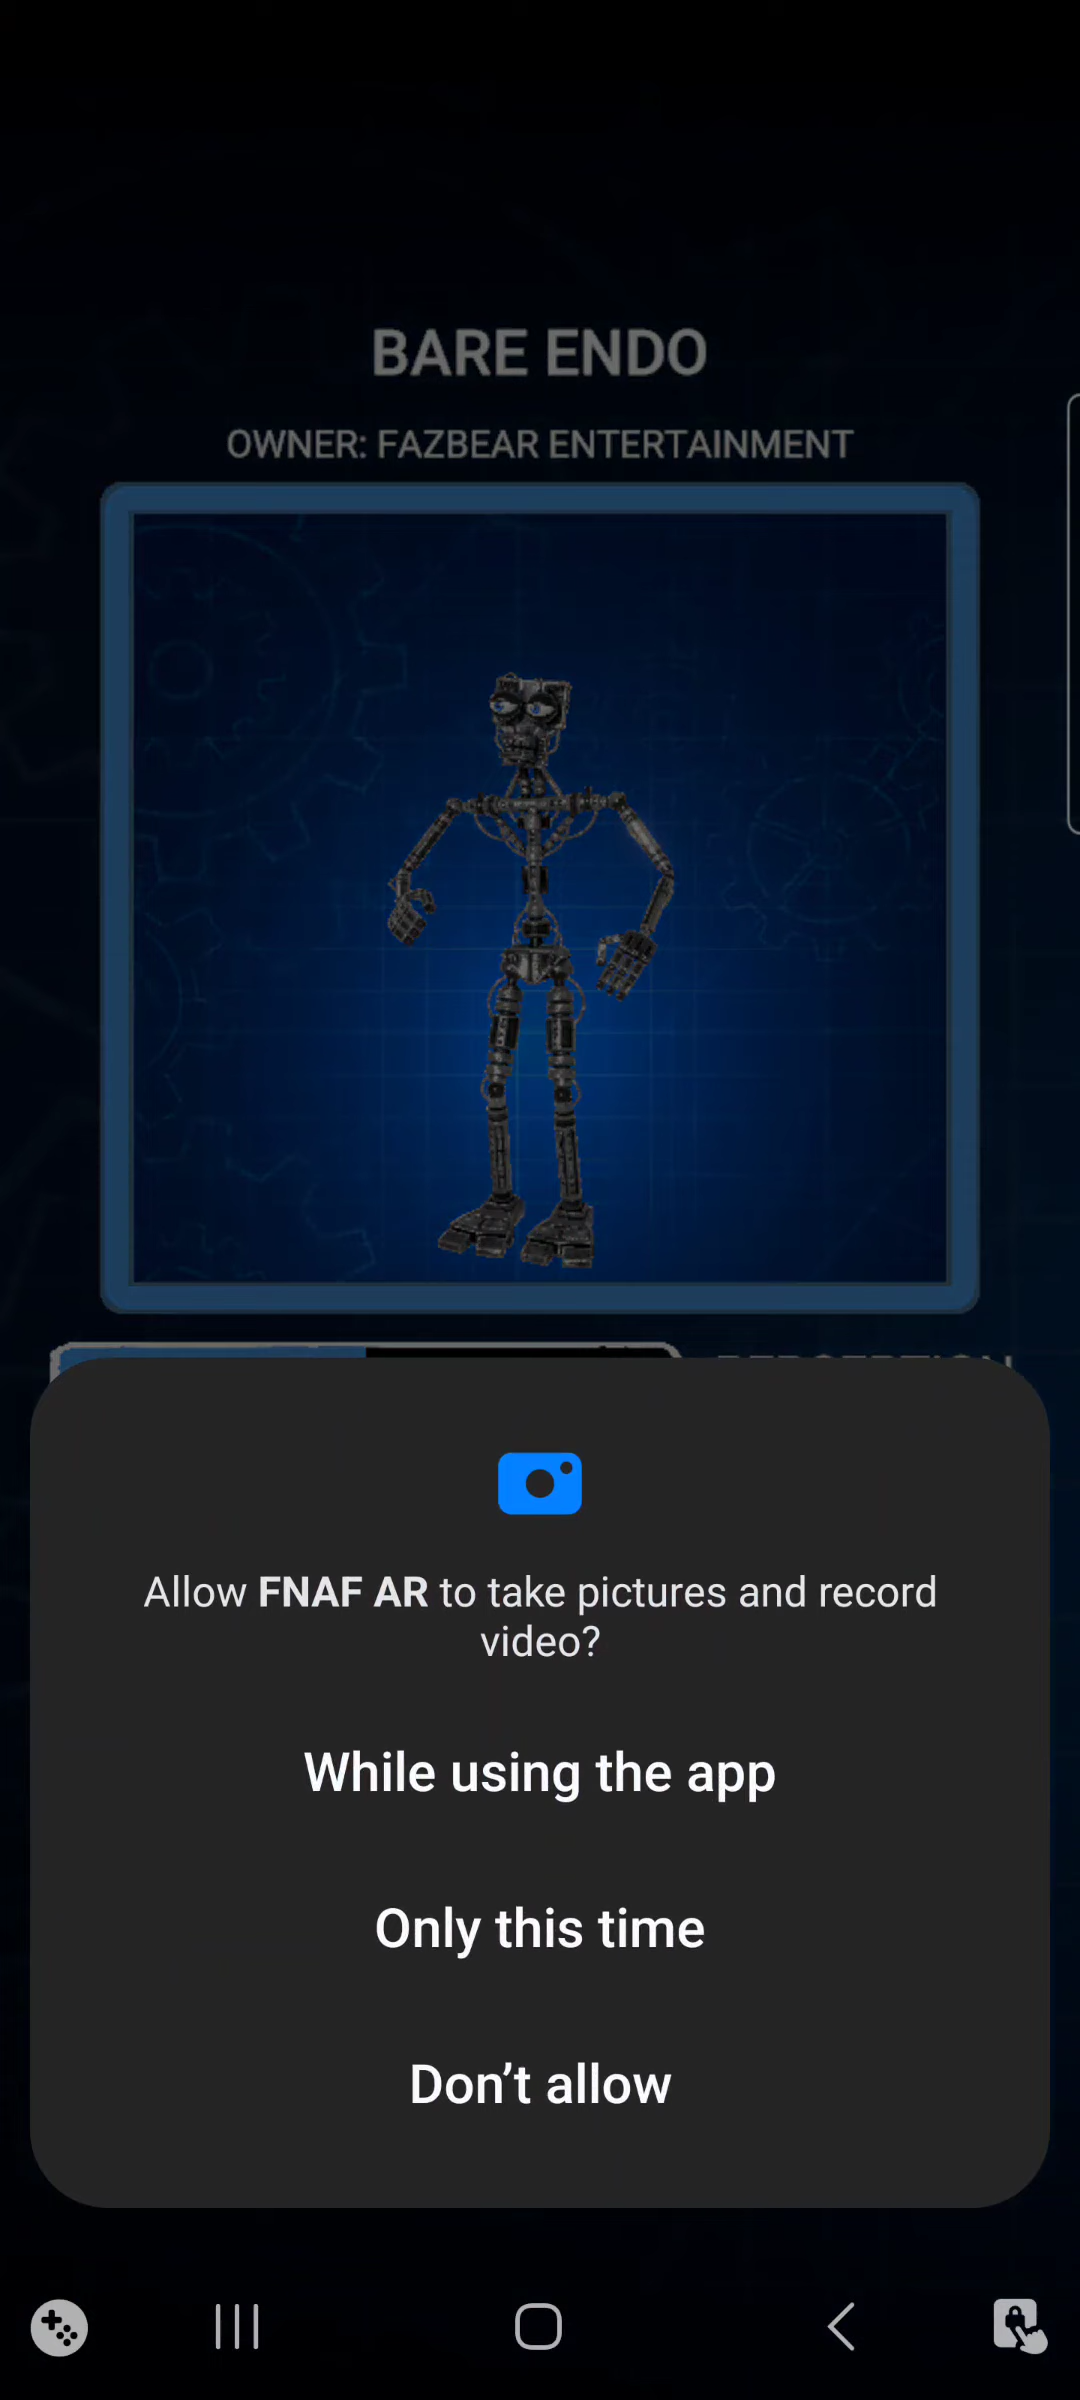 BARE ENDO
OWNER: FAZBEAR ENTERTAINMENT
Allow FNAF AR to take pictures and record
video?
While using the app
Only this time
Don’t allow